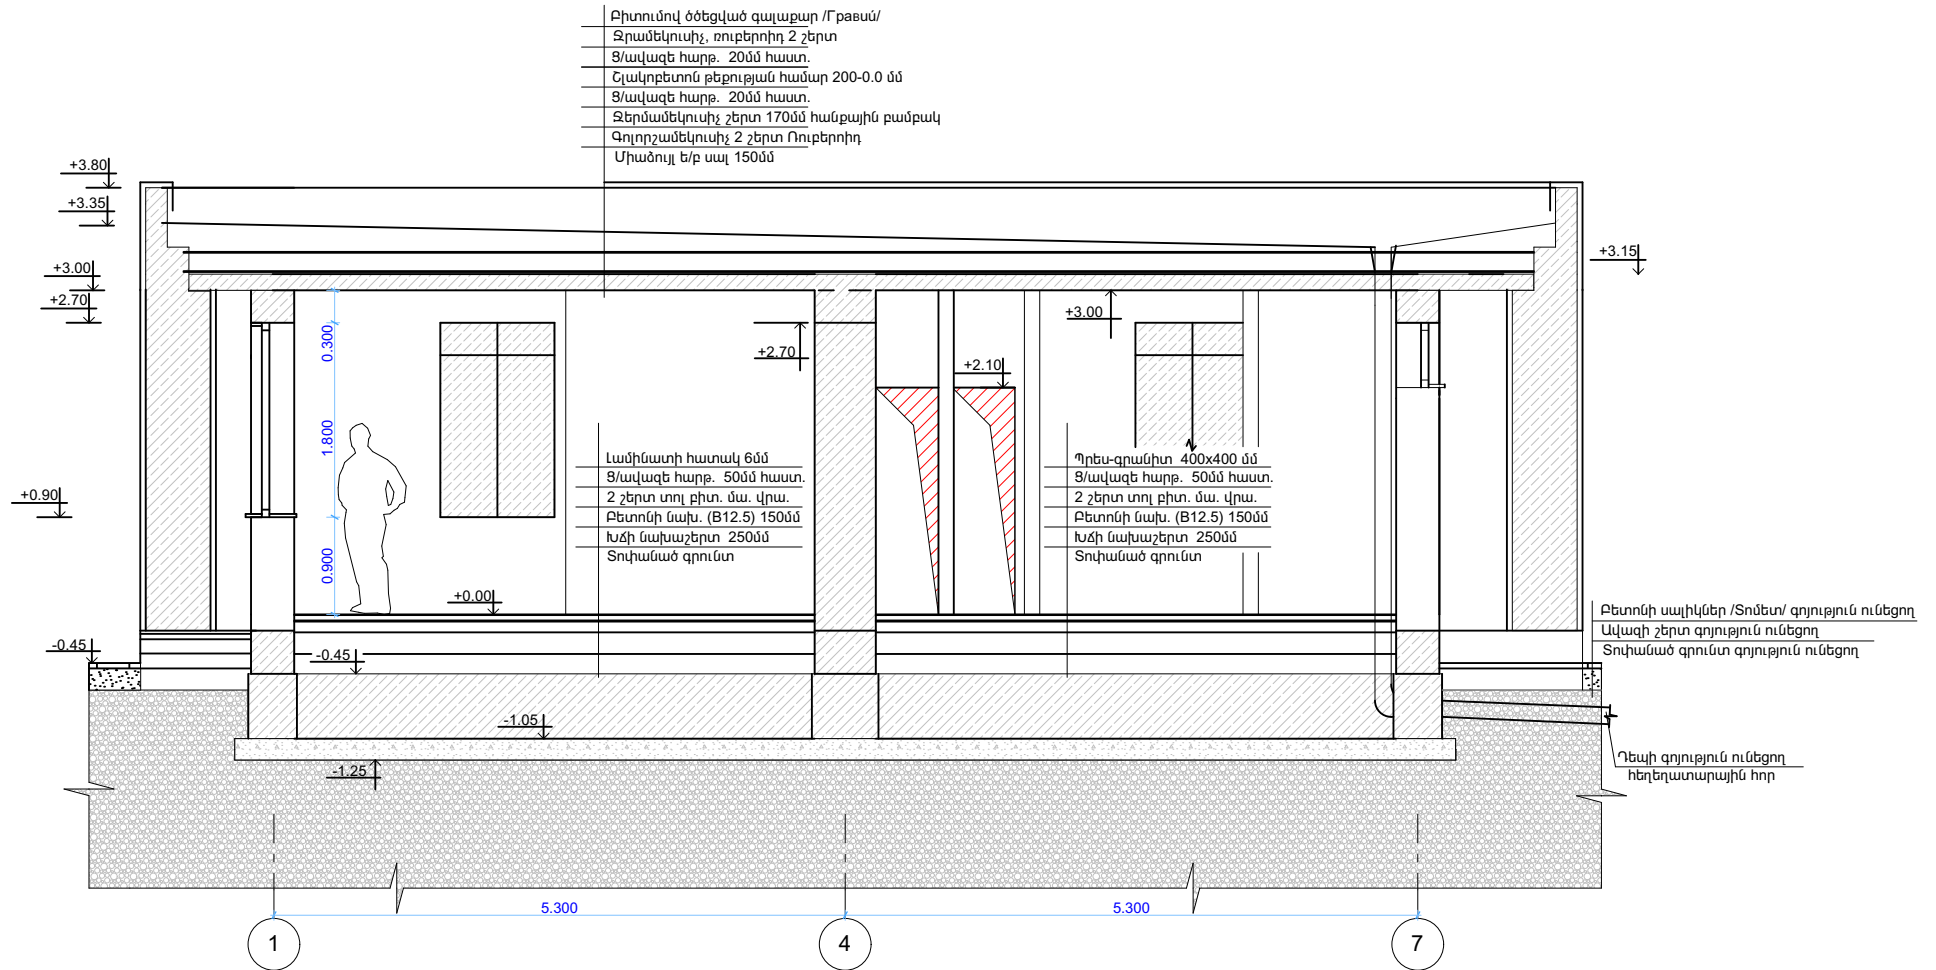 Բիտումով ծծեցված գալաքար /Гравий/
Ջրամեկուսիչ, ռուբերոիդ 2 շերտ
Ց/ավազե հարթ. 20մմ հաստ.
Շլակոբետոն թեքության համար 200-0.0 մմ
Ց/ավազե հարթ. 20մմ հաստ.
Ջերմամեկուսիչ շերտ 170մմ հանքային բամբակ
Գոլորշամեկուսիչ 2 շերտ Ռուբերոիդ
Միաձույլ ե/բ սալ 150մմ
+3.80
+3.35
+3.15
+3.00
+2.70
+3.00
+2.70
+2.10
0.300
1.800
0.900
Լամինատի հատակ 6մմ
Ց/ավազե հարթ. 50մմ հաստ.
2 շերտ տոլ բիտ. մա. վրա.
Բետոնի նախ. (B12.5) 150մմ
Խճի նախաշերտ 250մմ
Տոփանած գրունտ
Պրես-գրանիտ 400x400 մմ
Ց/ավազե հարթ. 50մմ հաստ.
2 շերտ տոլ բիտ. մա. վրա.
Բետոնի նախ. (B12.5) 150մմ
Խճի նախաշերտ 250մմ
Տոփանած գրունտ
+0.90
+0.00
Բետոնի սալիկներ /Տոմետ/ գոյություն ունեցող
Ավազի շերտ գոյություն ունեցող
Տոփանած գրունտ գոյություն ունեցող
-0.45
-0.45
-1.05
-1.25
Դեպի գոյություն ունեցող
հեղեղատարային հոր
5.300
5.300
1
4
7